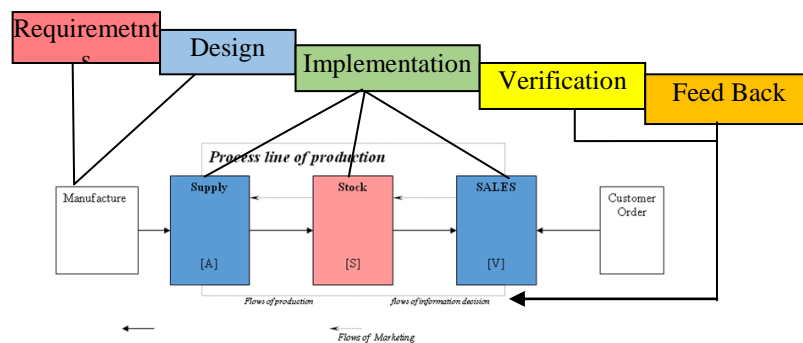 Requiremetnt
s
Design
Implementation
Verification
Feed Back
Process line of production
Manufacture
Supply
Stock
SALES
Customer
Order
[A]
[S]
[V]
Flows of production
flows of information decision
Flows of Marketing